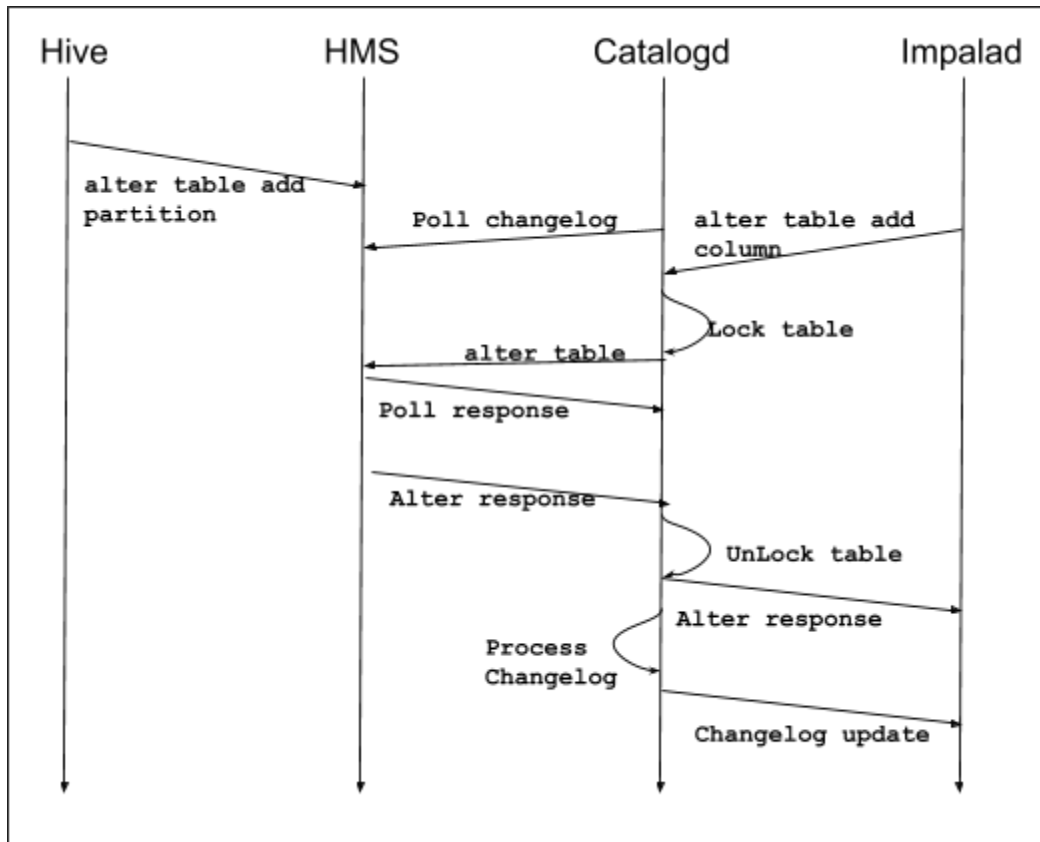 Hive
HMS
Catalogd
Impalad
alter table add
partition
Poll changelog
alter table add
column
Lock table
alter table
Poll response
Alter response
UnLock table
Alter response
Process
Changelog
Changelog update